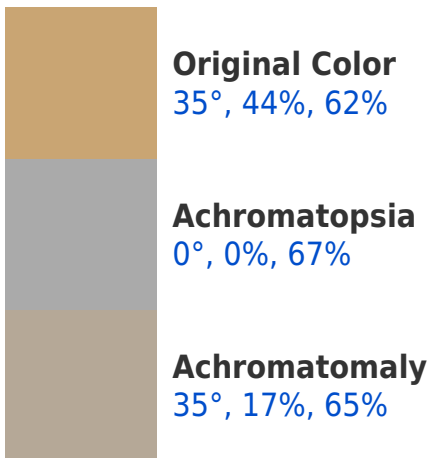 Original Color
35°, 44%, 62%
Achromatopsia
0°, 0%, 67%
Achromatomaly
35°, 17%, 65%